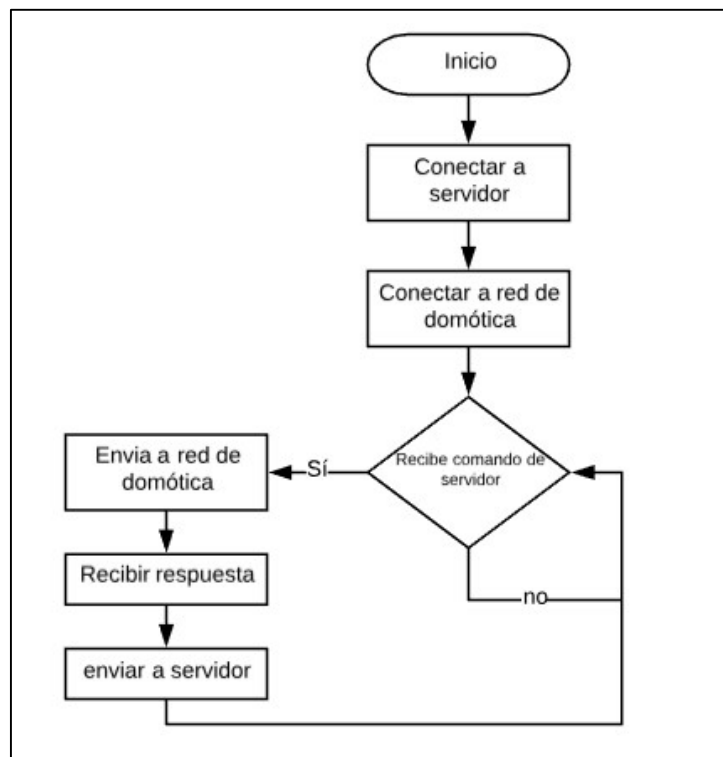 Inicio
Conectar a
servidor
Conectar a red de
domótica
Recibe comando de
servidor
Sí
Envia a red de
domótica
Recibir respuesta
enviar a servidor
no